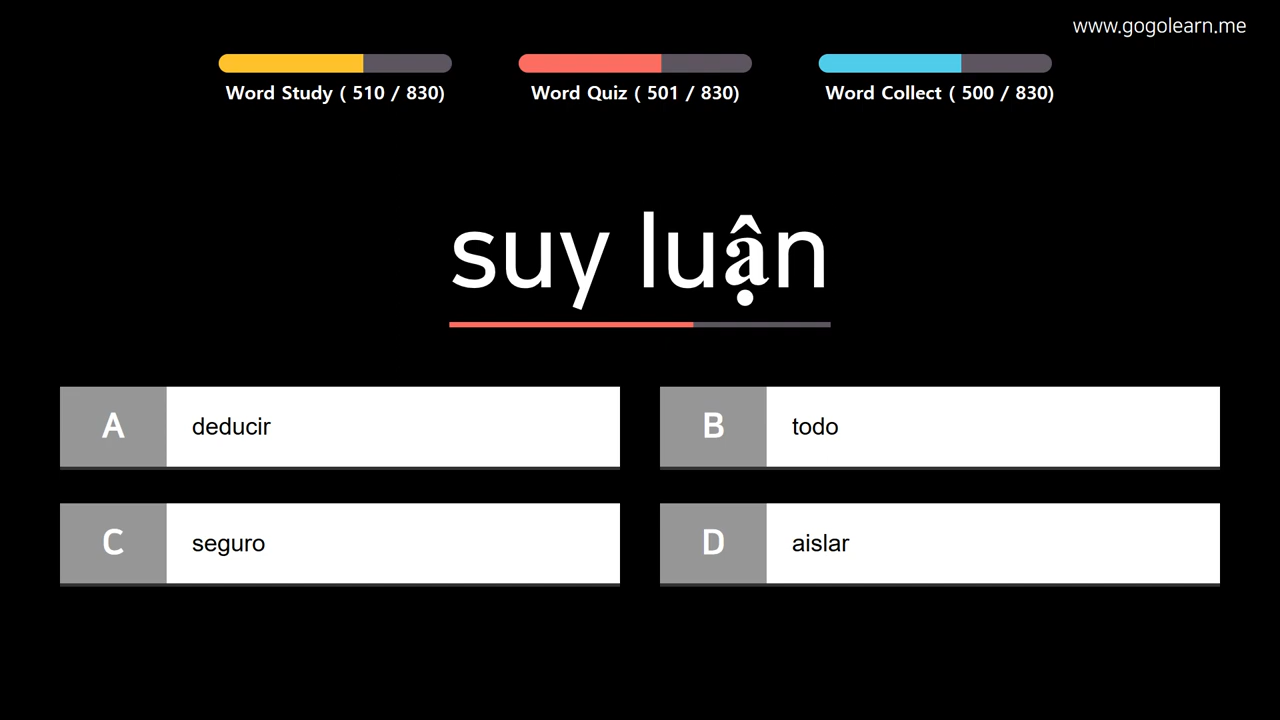 www.gogolearn.me
Word Study ( 510 / 830)
Word Quiz ( 501 / 830)
Word Collect ( 500 / 830)
suy luận
A deducir
B todo
C seguro
D aislar